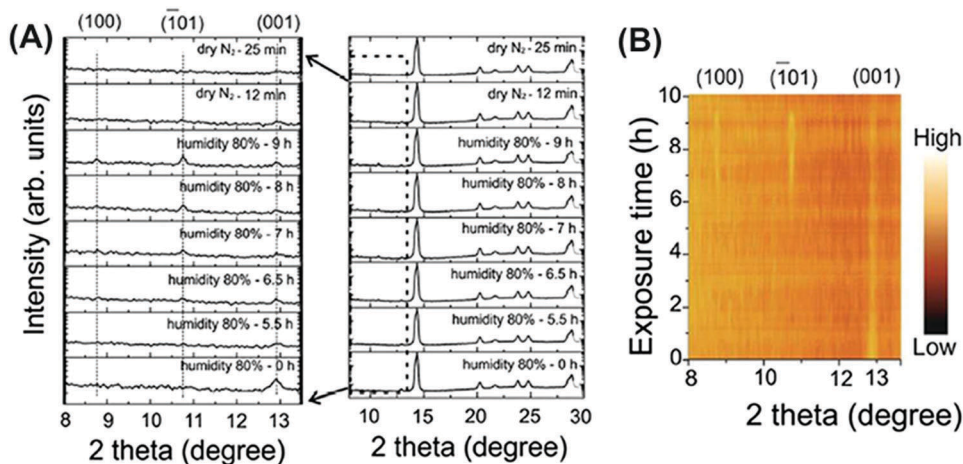 (A)
(100) (1̅01) (001)
Intensity (arb. units)
dry N₂ - 25 min
dry N₂ - 12 min
humidity 80% - 9 h
humidity 80% - 8 h
humidity 80% - 7 h
humidity 80% - 6.5 h
humidity 80% - 5.5 h
humidity 80% - 0 h
8 9 10 11 12 13
2 theta (degree)
dry N₂ - 25 min
dry N₂ - 12 min
humidity 80% - 9 h
humidity 80% - 8 h
humidity 80% - 7 h
humidity 80% - 6.5 h
humidity 80% - 5.5 h
humidity 80% - 0 h
10 15 20 25 30
2 theta (degree)
(B)
(100) (1̅01) (001)
Exposure time (h)
10
8
6
4
2
0
8 10 12 13
2 theta (degree)
High
Low